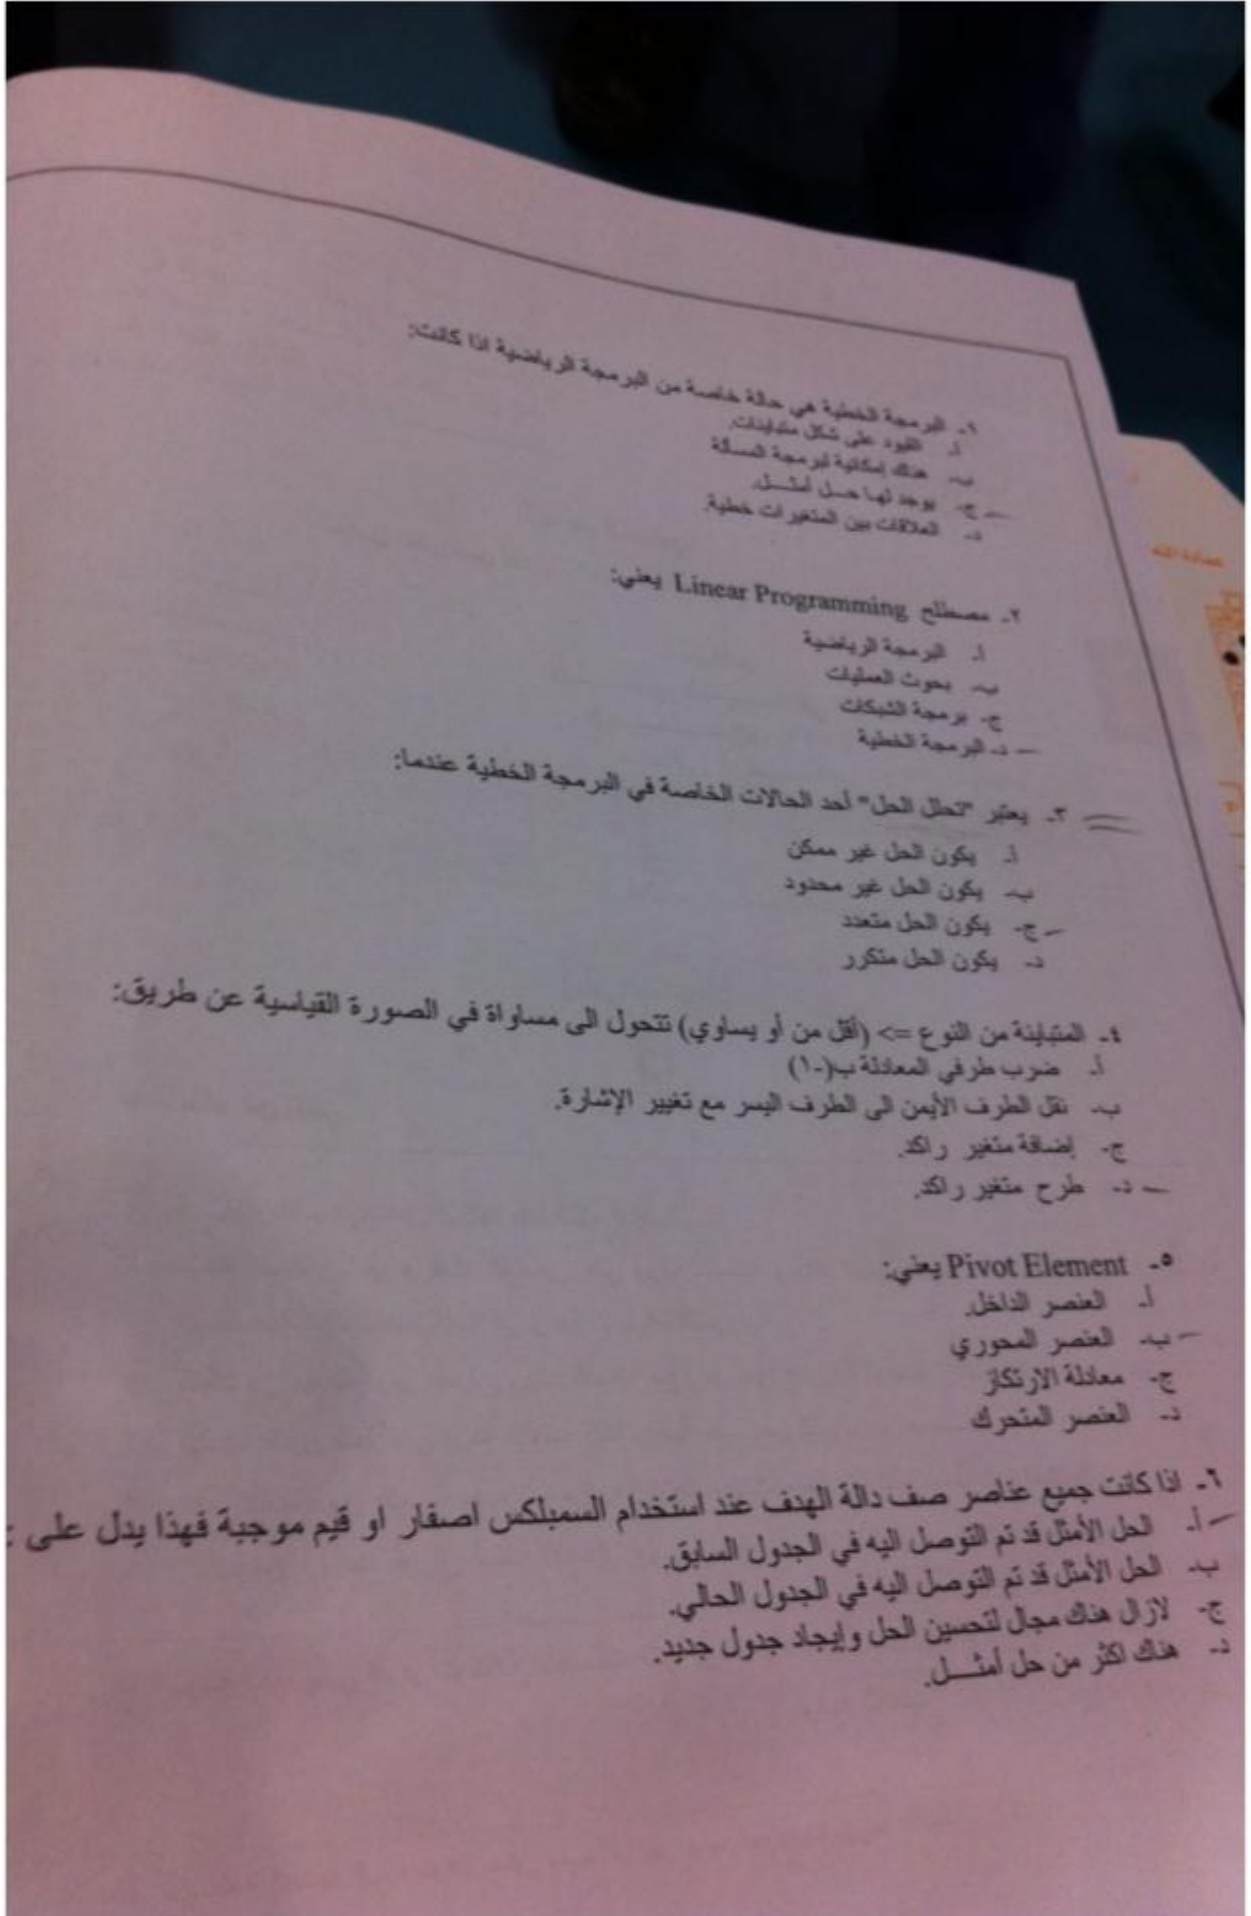 ١- البرمجة الخطية هي حالة خاصة من البرمجة الرياضية اذا كانت:
أ- القيود على شكل متباينات.
ب- هناك إمكانية لبرمجة المسألة
ج- يوجد لها حـــل أمثـــل.
د- العلاقات بين المتغيرات خطية.
٢- مصطلح Linear Programming يعني:
أ- البرمجة الرياضية
ب- بحوث العمليات
ج- برمجة الشبكات
د- البرمجة الخطية
٣- يعتبر "تحلل الحل" أحد الحالات الخاصة في البرمجة الخطية عندما:
أ- يكون الحل غير ممكن
ب- يكون الحل غير محدود
ج- يكون الحل متعدد
د- يكون الحل متكرر
٤- المتباينة من النوع => (أقل من أو يساوي) تتحول الى مساواة في الصورة القياسية عن طريق:
أ- ضرب طرفي المعادلة ب(-١)
ب- نقل الطرف الأيمن الى الطرف اليسر مع تغيير الإشارة.
ج- إضافة متغير راكد.
د- طرح متغير راكد.
٥- Pivot Element يعني:
أ- العنصر الداخل.
ب- العنصر المحوري
ج- معادلة الارتكاز
د- العنصر المتحرك
٦- اذا كانت جميع عناصر صف دالة الهدف عند استخدام السمبلكس اصفار او قيم موجبة فهذا يدل على :
أ- الحل الأمثل قد تم التوصل اليه في الجدول السابق.
ب- الحل الأمثل قد تم التوصل اليه في الجدول الحالي.
ج- لازال هناك مجال لتحسين الحل وإيجاد جدول جديد.
د- هناك اكثر من حل أمثـــل.